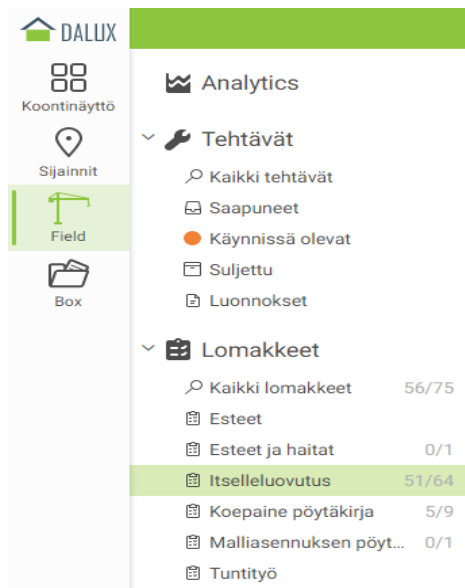 DALUX
Koontinäyttö
Sijainnit
Field
Box
Analytics
Tehtävät
Kaikki tehtävät
Saapuneet
Käynnissä olevat
Suljettu
Luonnokset
Lomakkeet
Kaikki lomakkeet 56/75
Esteet
Esteet ja haitat 0/1
Itselleluovutus 51/64
Koepaine pöytäkirja 5/9
Malliasennuksen pöyt... 0/1
Tuntityö